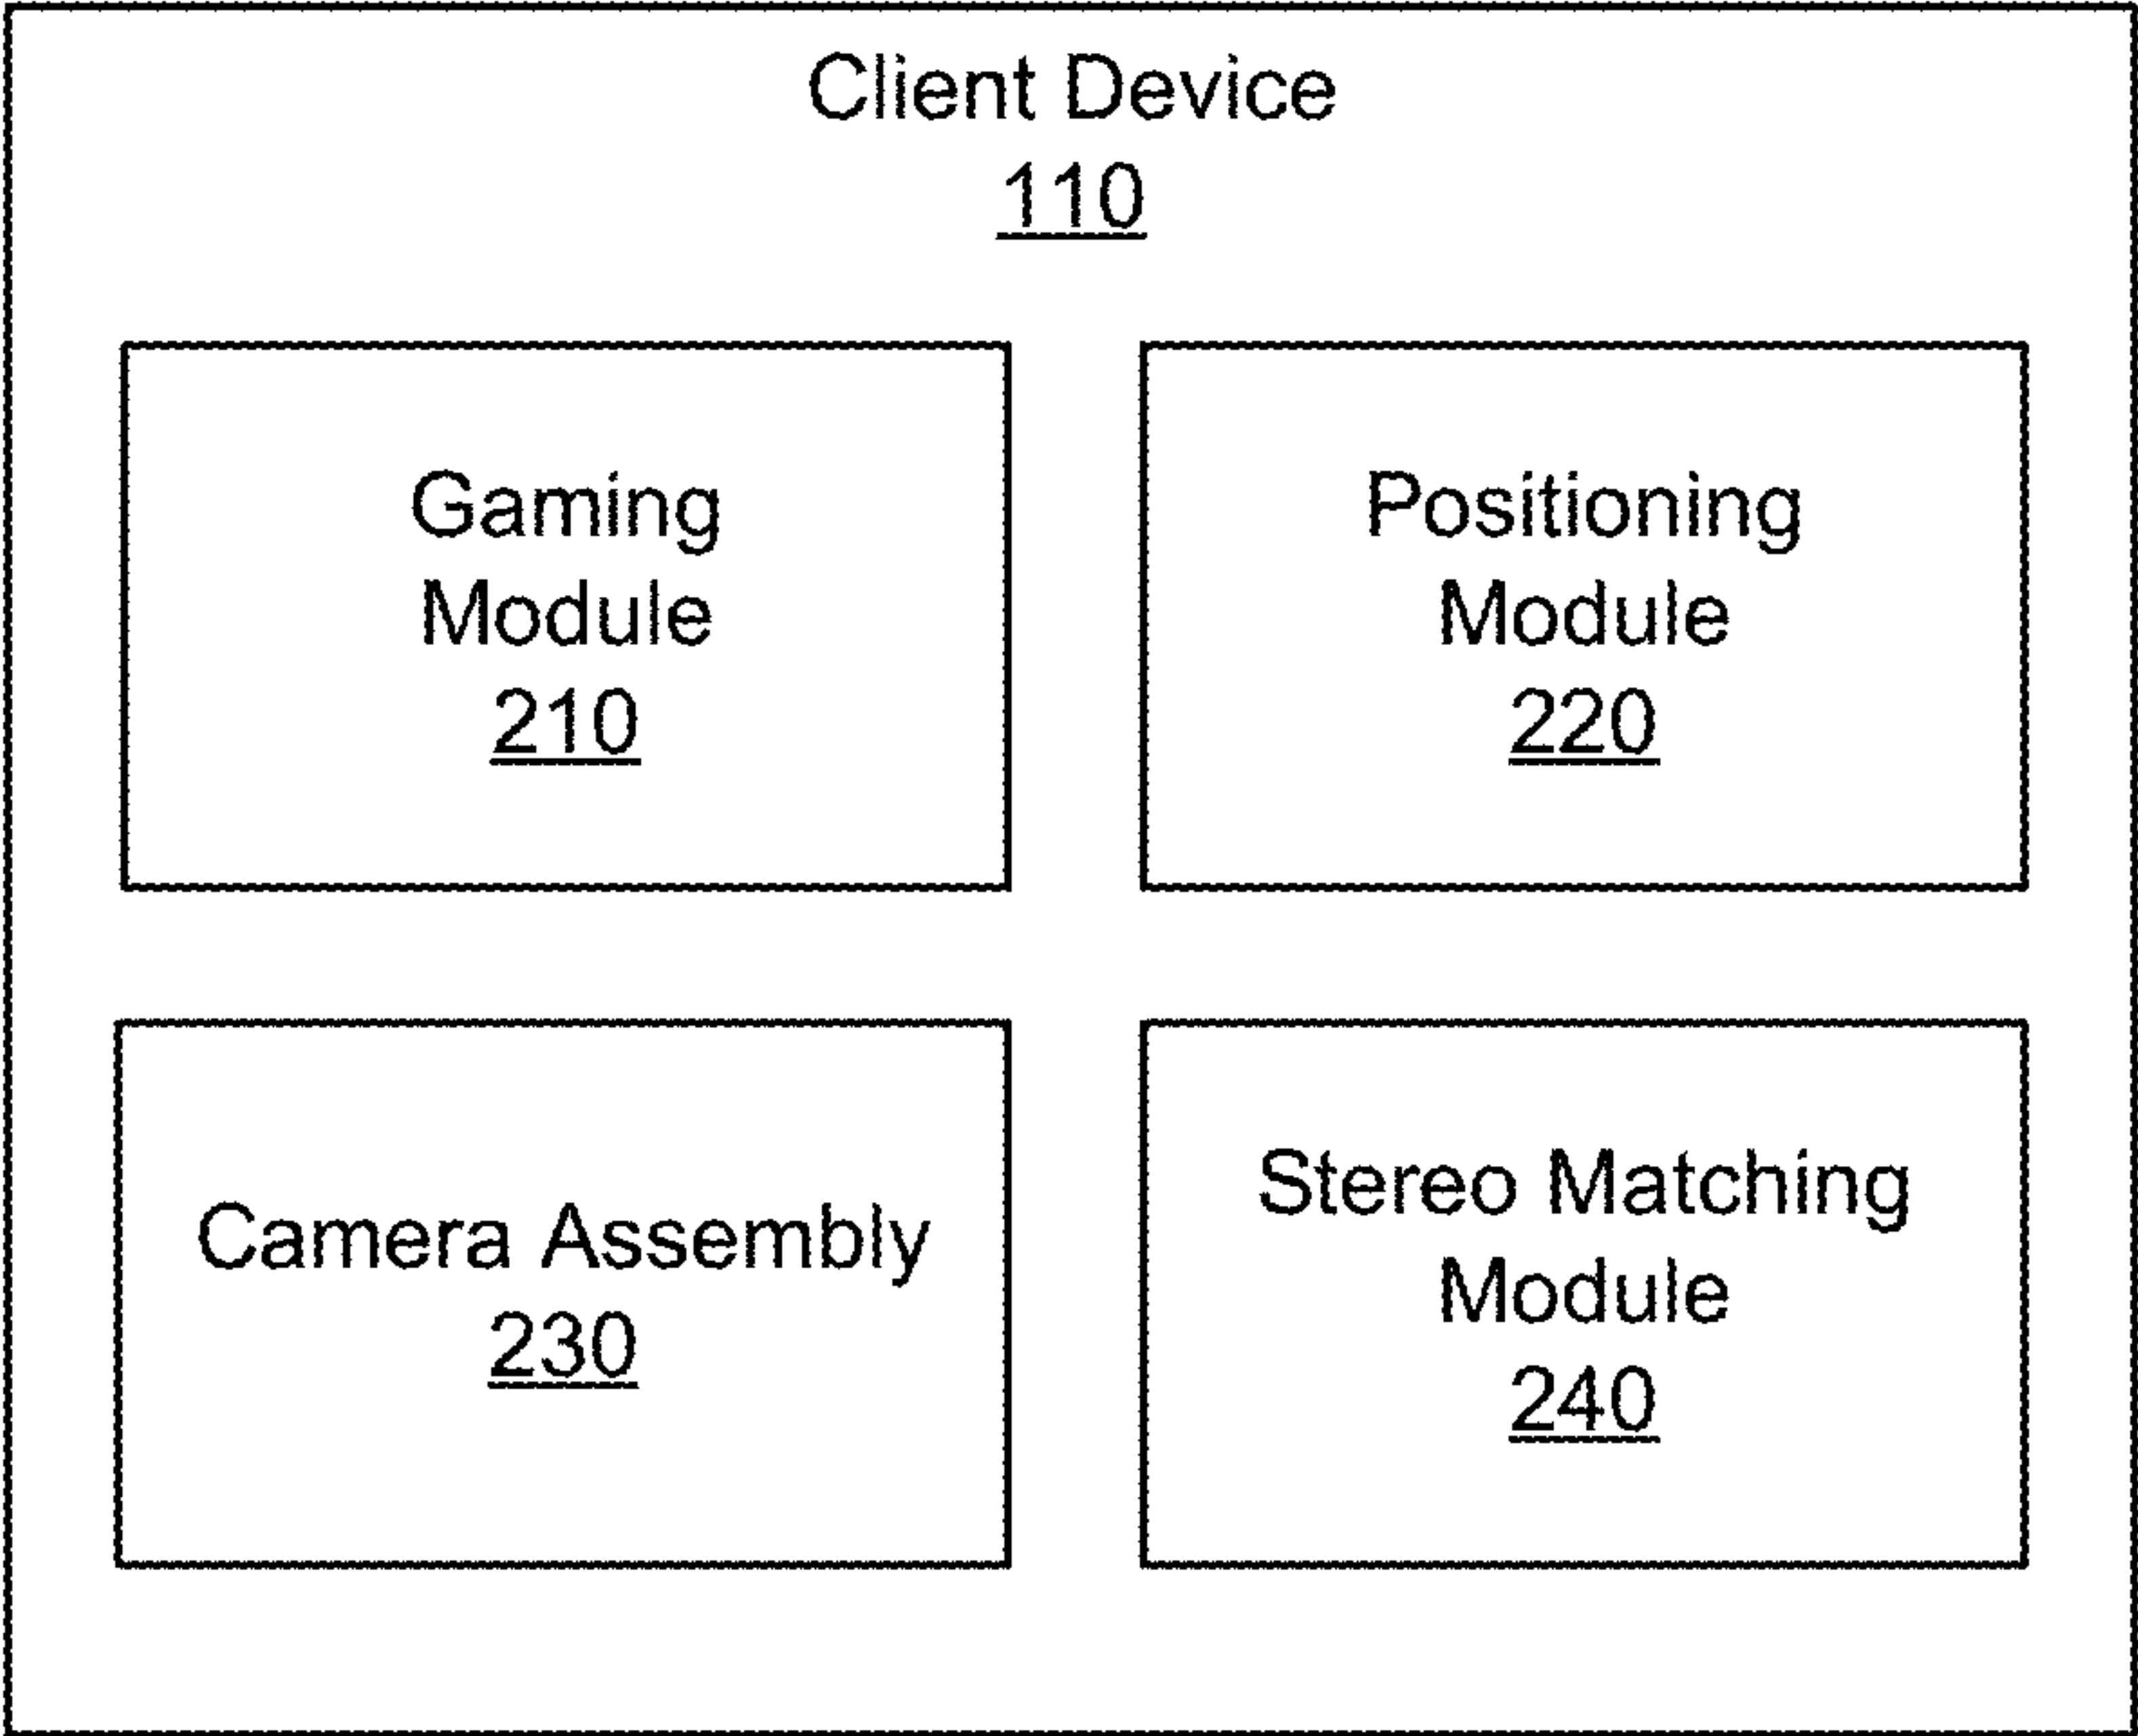 Client Device
110
Gaming
Module
210
Positioning
Module
220
Camera Assembly
230
Stereo Matching
Module
240